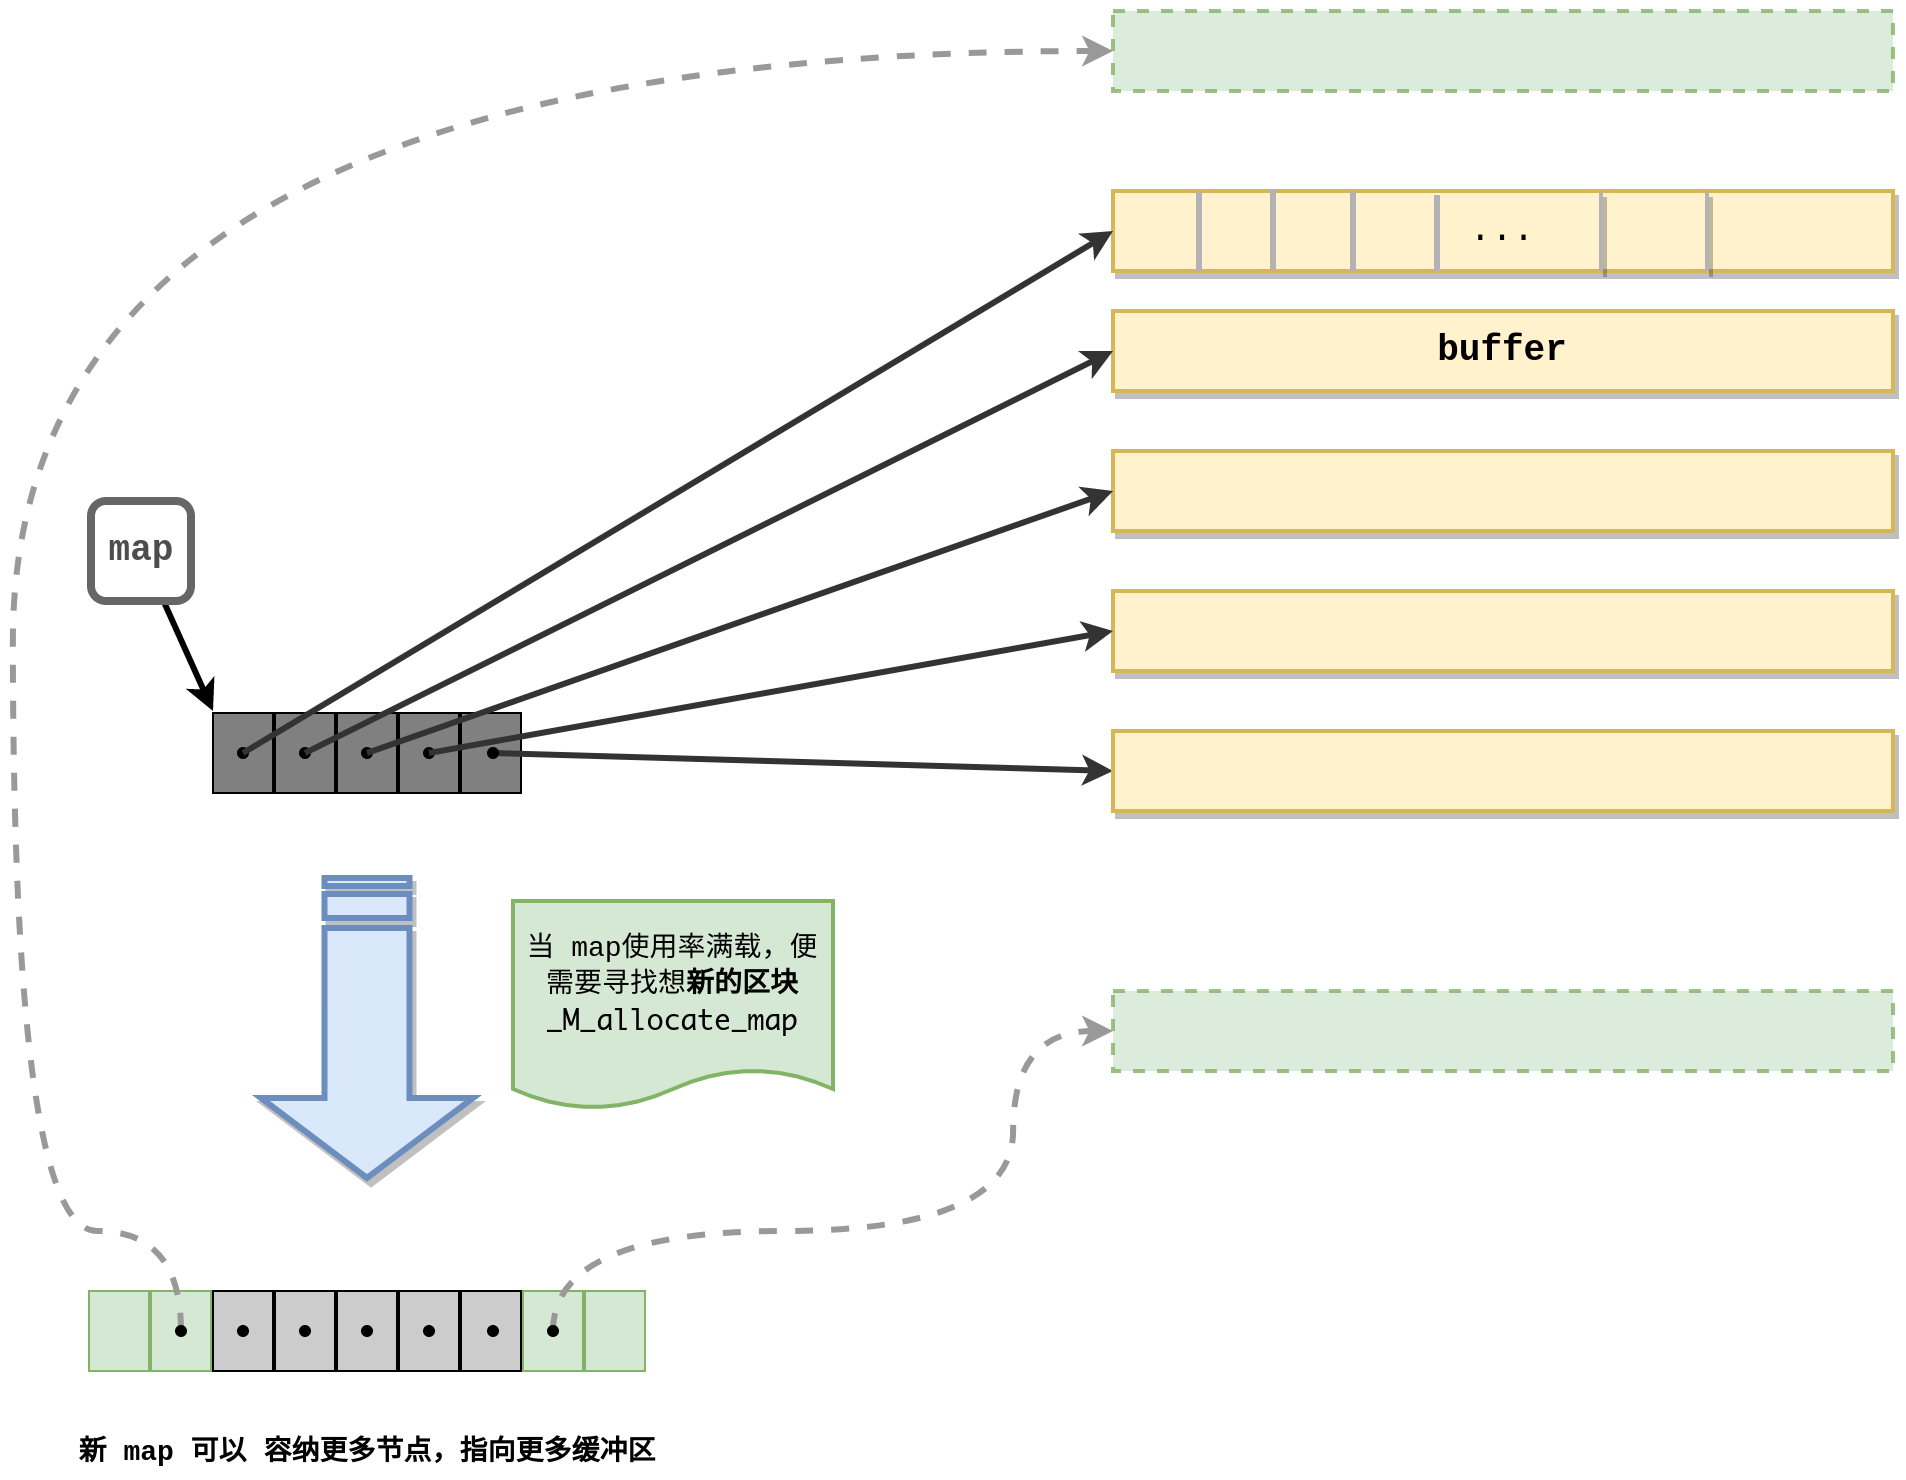 ...
buffer
map
当 map使用率满载，便
需要寻找想新的区块
_M_allocate_map
新 map 可以 容纳更多节点，指向更多缓冲区